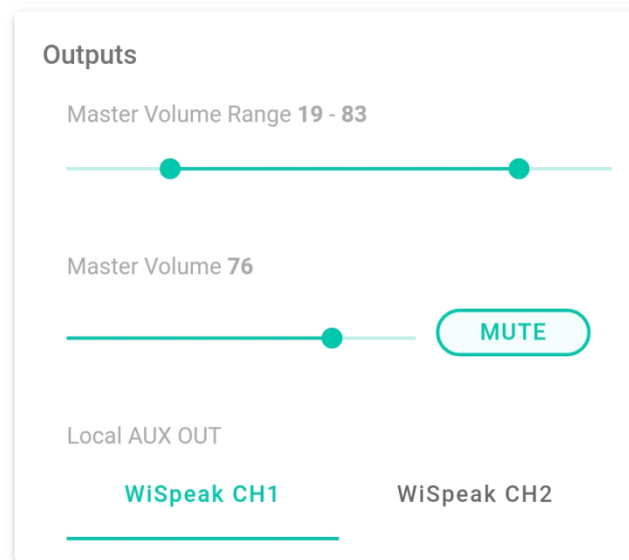 Outputs
Master Volume Range 19 - 83
Master Volume 76
MUTE
Local AUX OUT
WiSpeak CH1 WiSpeak CH2